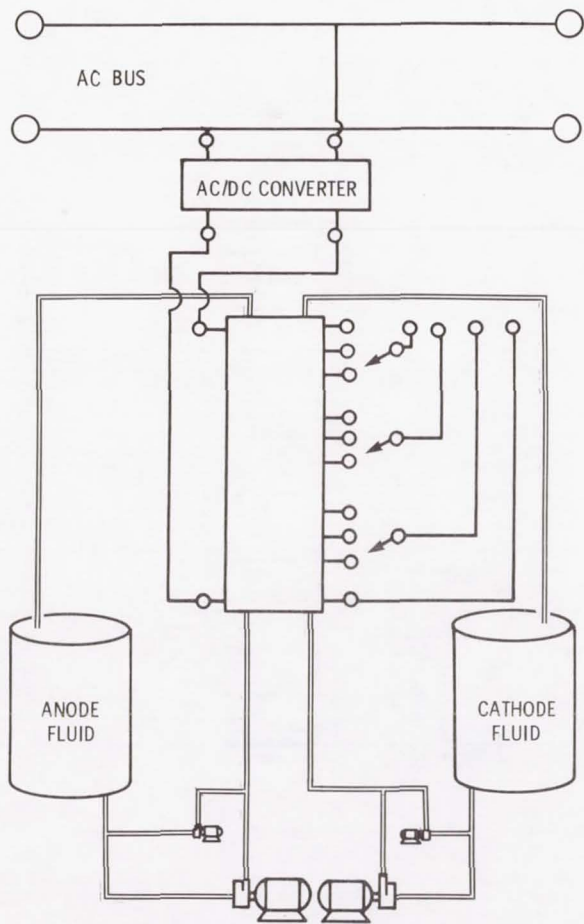 AC BUS
AC/DC CONVERTER
ANODE
FLUID
CATHODE
FLUID